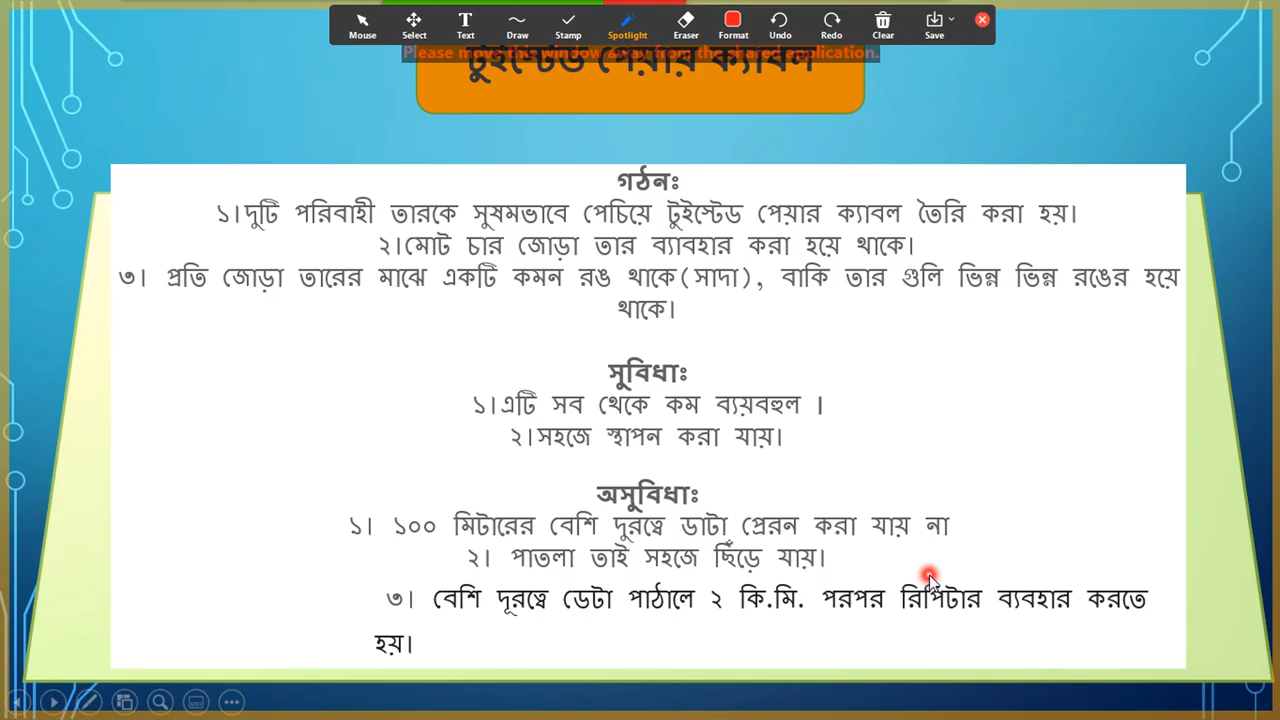 Mouse Select Text Draw Stamp Spotlight Eraser Format Undo Redo Clear Save
Please move this window away from the shared application.
টুইস্টেড পেয়ার ক্যাবল
গঠনঃ
১।দুটি পরিবাহী তারকে সুষমভাবে পেচিয়ে টুইস্টেড পেয়ার ক্যাবল তৈরি করা হয়।
২।মোট চার জোড়া তার ব্যাবহার করা হয়ে থাকে।
৩। প্রতি জোড়া তারের মাঝে একটি কমন রঙ থাকে(সাদা), বাকি তার গুলি ভিন্ন ভিন্ন রঙের হয়ে
থাকে।
সুবিধাঃ
১।এটি সব থেকে কম ব্যয়বহুল ।
২।সহজে স্থাপন করা যায়।
অসুবিধাঃ
১। ১০০ মিটারের বেশি দুরত্বে ডাটা প্রেরন করা যায় না
২। পাতলা তাই সহজে ছিঁড়ে যায়।
৩। বেশি দূরত্বে ডেটা পাঠালে ২ কি.মি. পরপর রিপিটার ব্যবহার করতে
হয়।